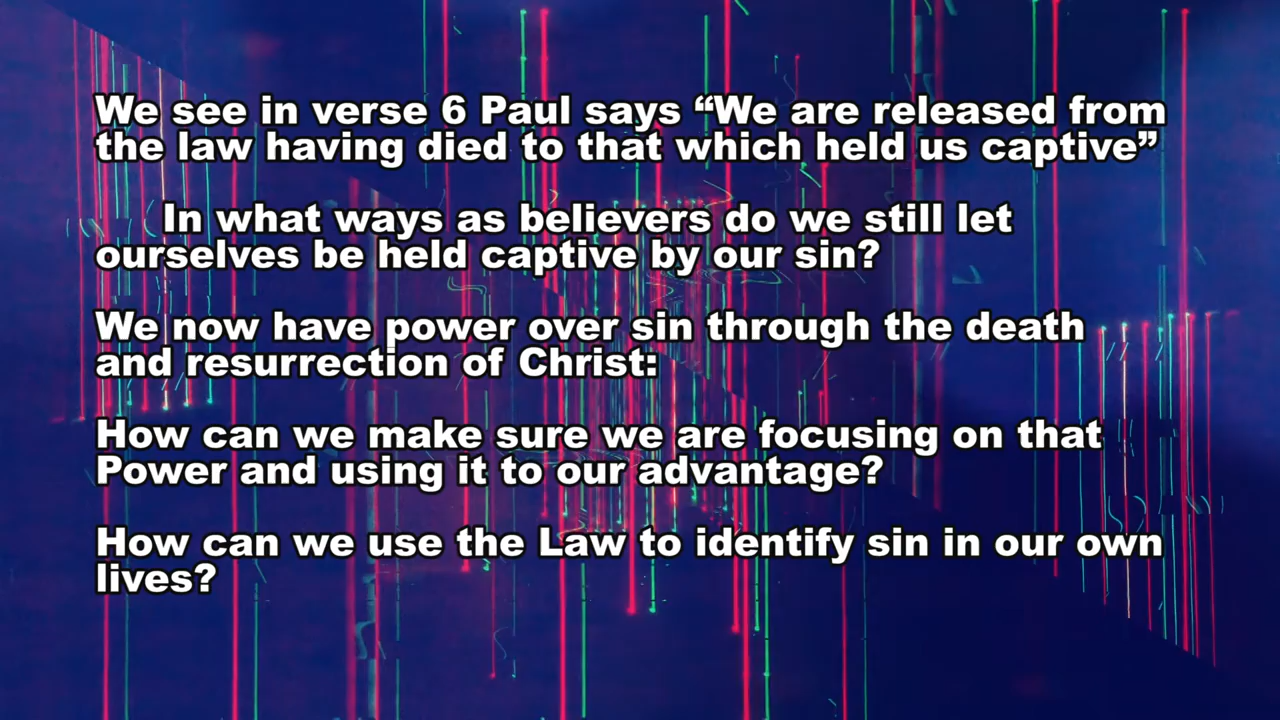 We see in verse 6 Paul says “We are released from
the law having died to that which held us captive”
In what ways as believers do we still let
ourselves be held captive by our sin?
We now have power over sin through the death
and resurrection of Christ:
How can we make sure we are focusing on that
Power and using it to our advantage?
How can we use the Law to identify sin in our own
lives?